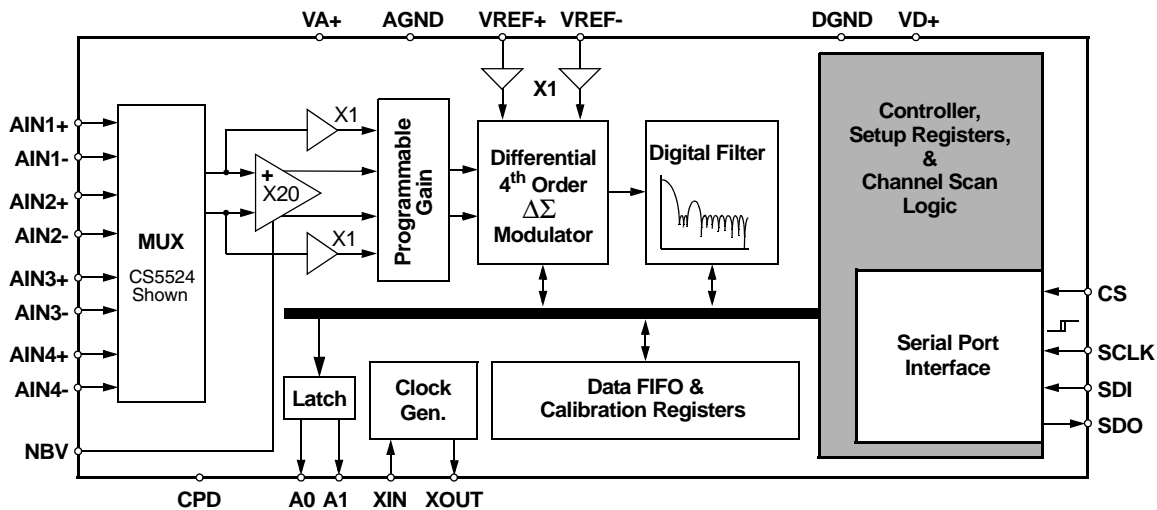 VA+
AGND
VREF+
VREF-
DGND
VD+
X1
AIN1+
AIN1-
AIN2+
AIN2-
AIN3+
AIN3-
AIN4+
AIN4-
NBV
MUX
CS5524
Shown
X1
+
X20
X1
Programmable
Gain
Differential
4th Order
ΔΣ
Modulator
Digital Filter
Controller,
Setup Registers,
&
Channel Scan
Logic
Serial Port
Interface
CS
SCLK
SDI
SDO
Latch
Clock
Gen.
Data FIFO &
Calibration Registers
CPD
A0
A1
XIN
XOUT